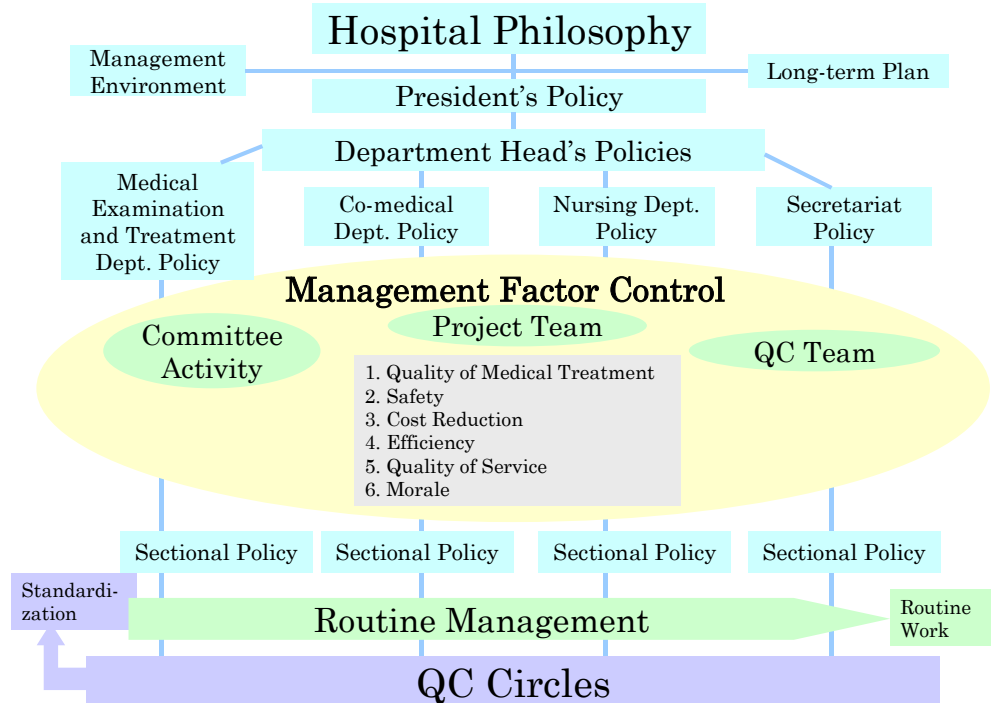 Hospital Philosophy
Management
Environment
Long-term Plan
President's Policy
Department Head's Policies
Medical
Examination
and Treatment
Dept. Policy
Co-medical
Dept. Policy
Nursing Dept.
Policy
Secretariat
Policy
Management Factor Control
Committee
Activity
Project Team
QC Team
1. Quality of Medical Treatment
2. Safety
3. Cost Reduction
4. Efficiency
5. Quality of Service
6. Morale
Sectional Policy
Sectional Policy
Sectional Policy
Sectional Policy
Standardi-
zation
Routine Management
Routine
Work
QC Circles